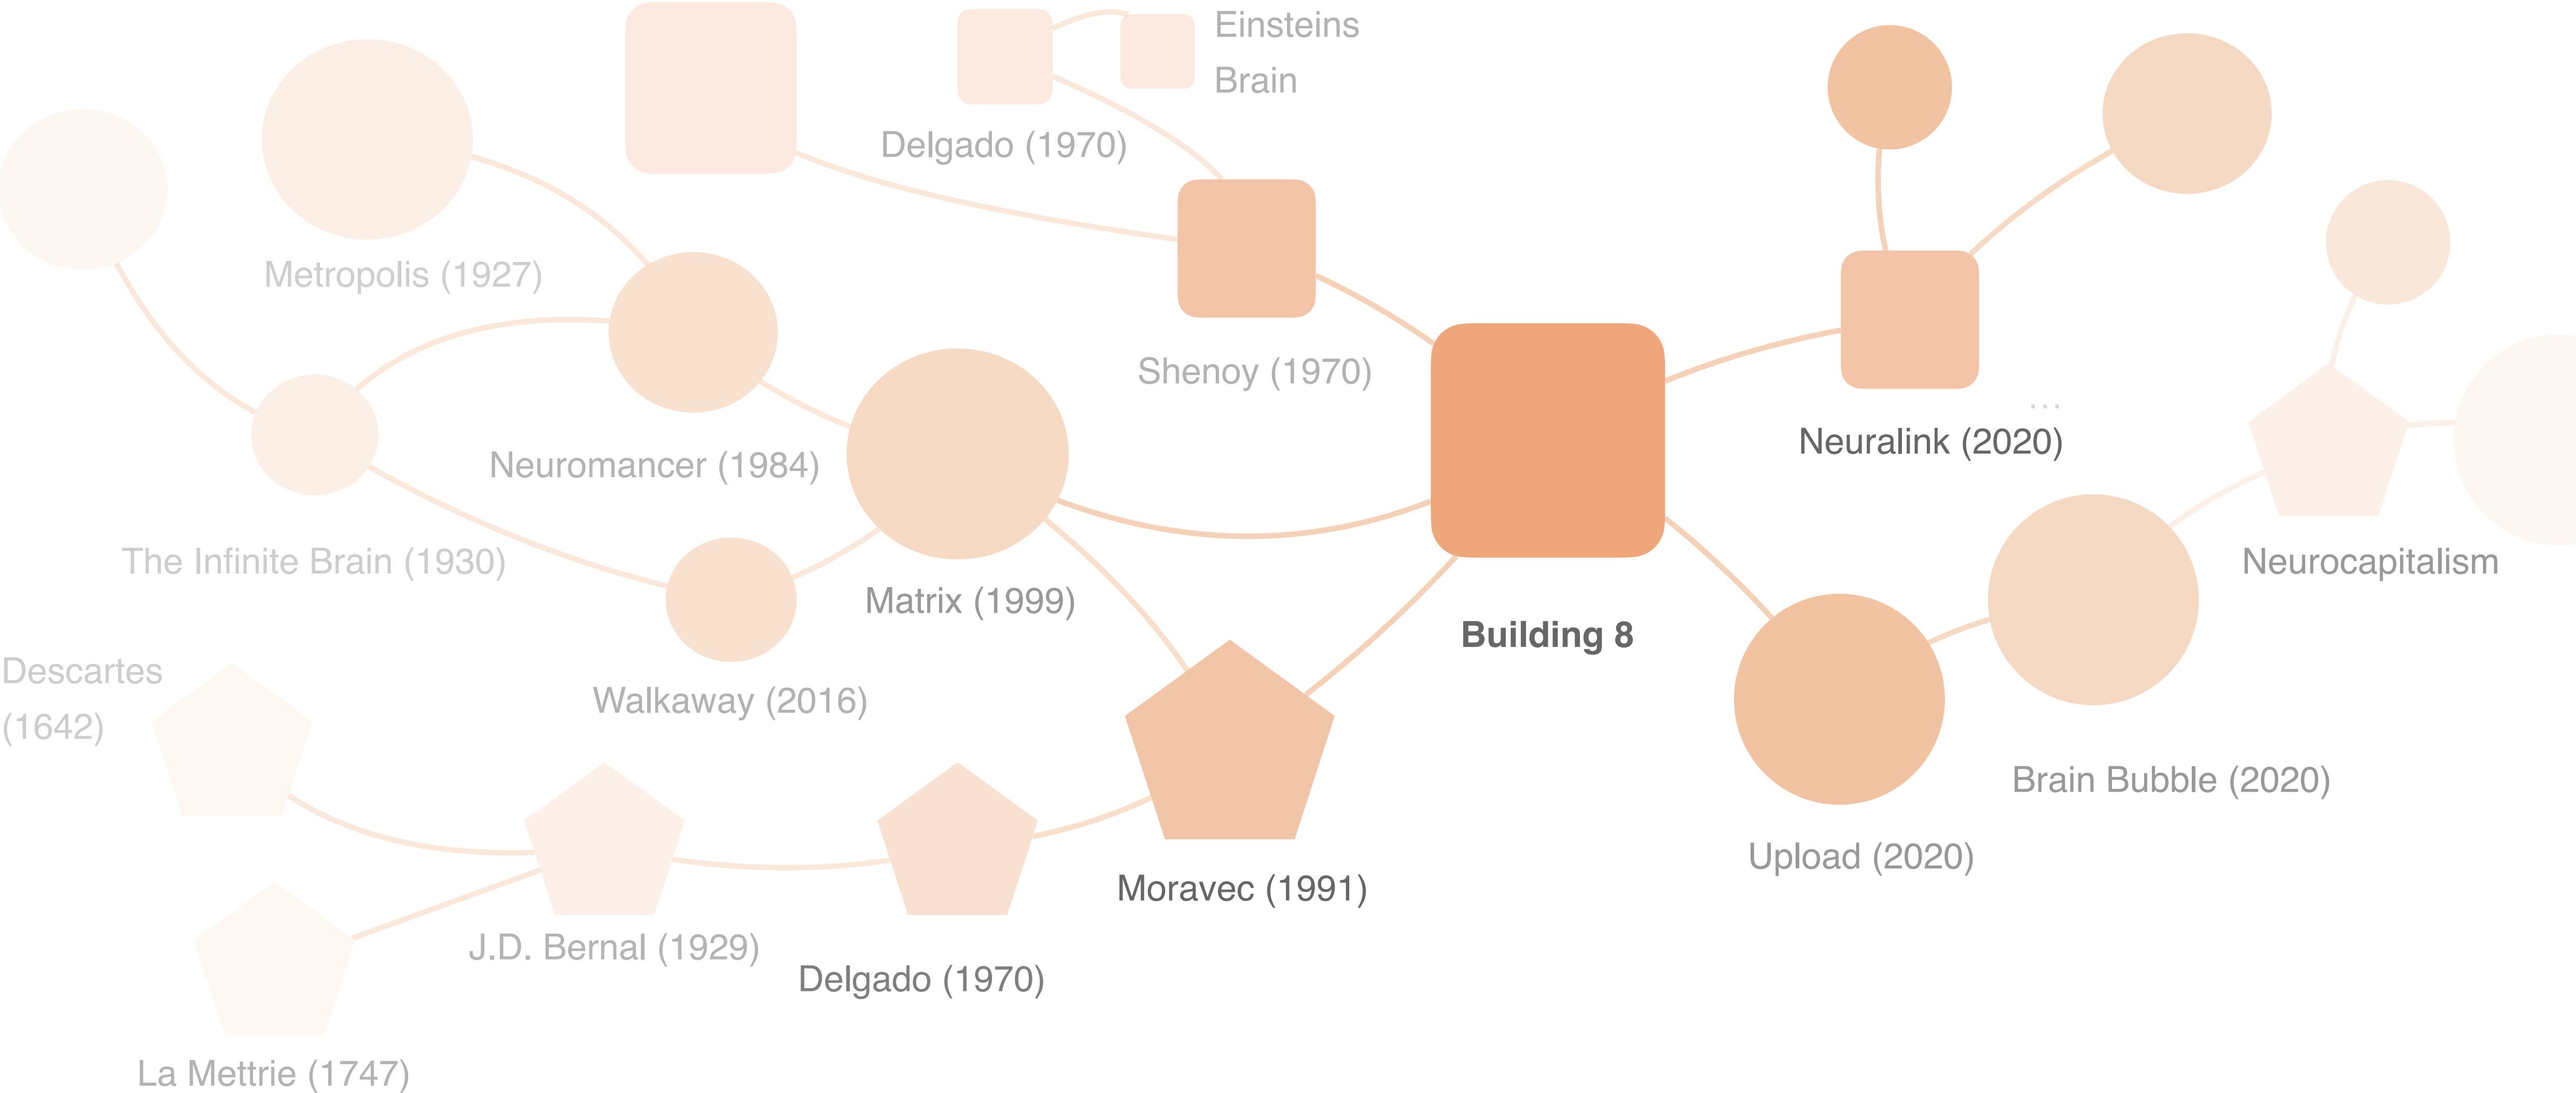 Einsteins
Brain
Delgado (1970)
Metropolis (1927)
Shenoy (1970)
...
Neuralink (2020)
Neuromancer (1984)
The Infinite Brain (1930)
Neurocapitalism
Matrix (1999)
Building 8
Descartes
(1642)
Walkaway (2016)
Brain Bubble (2020)
Upload (2020)
Moravec (1991)
J.D. Bernal (1929)
Delgado (1970)
La Mettrie (1747)